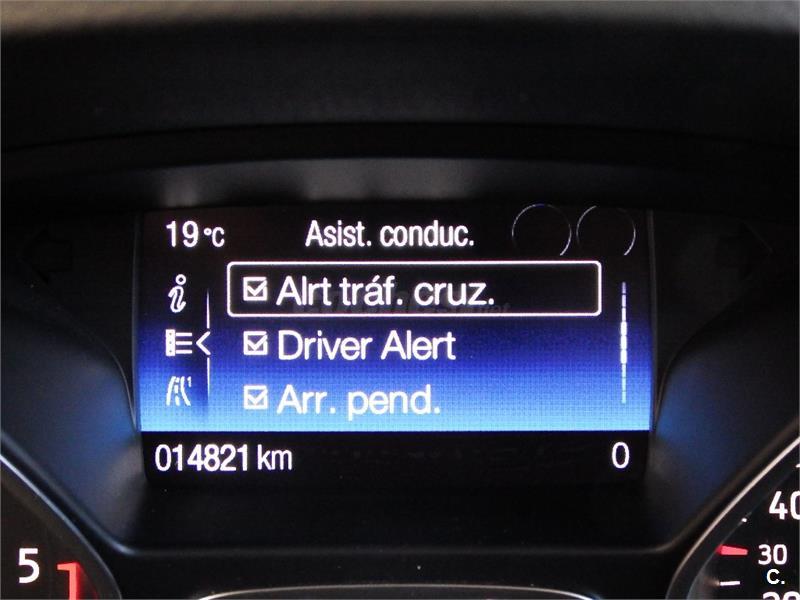 19°C Asist. conduc.
Alrt tráf. cruz.
Driver Alert
Arr. pend.
014821 km 0
5
40
30
C.